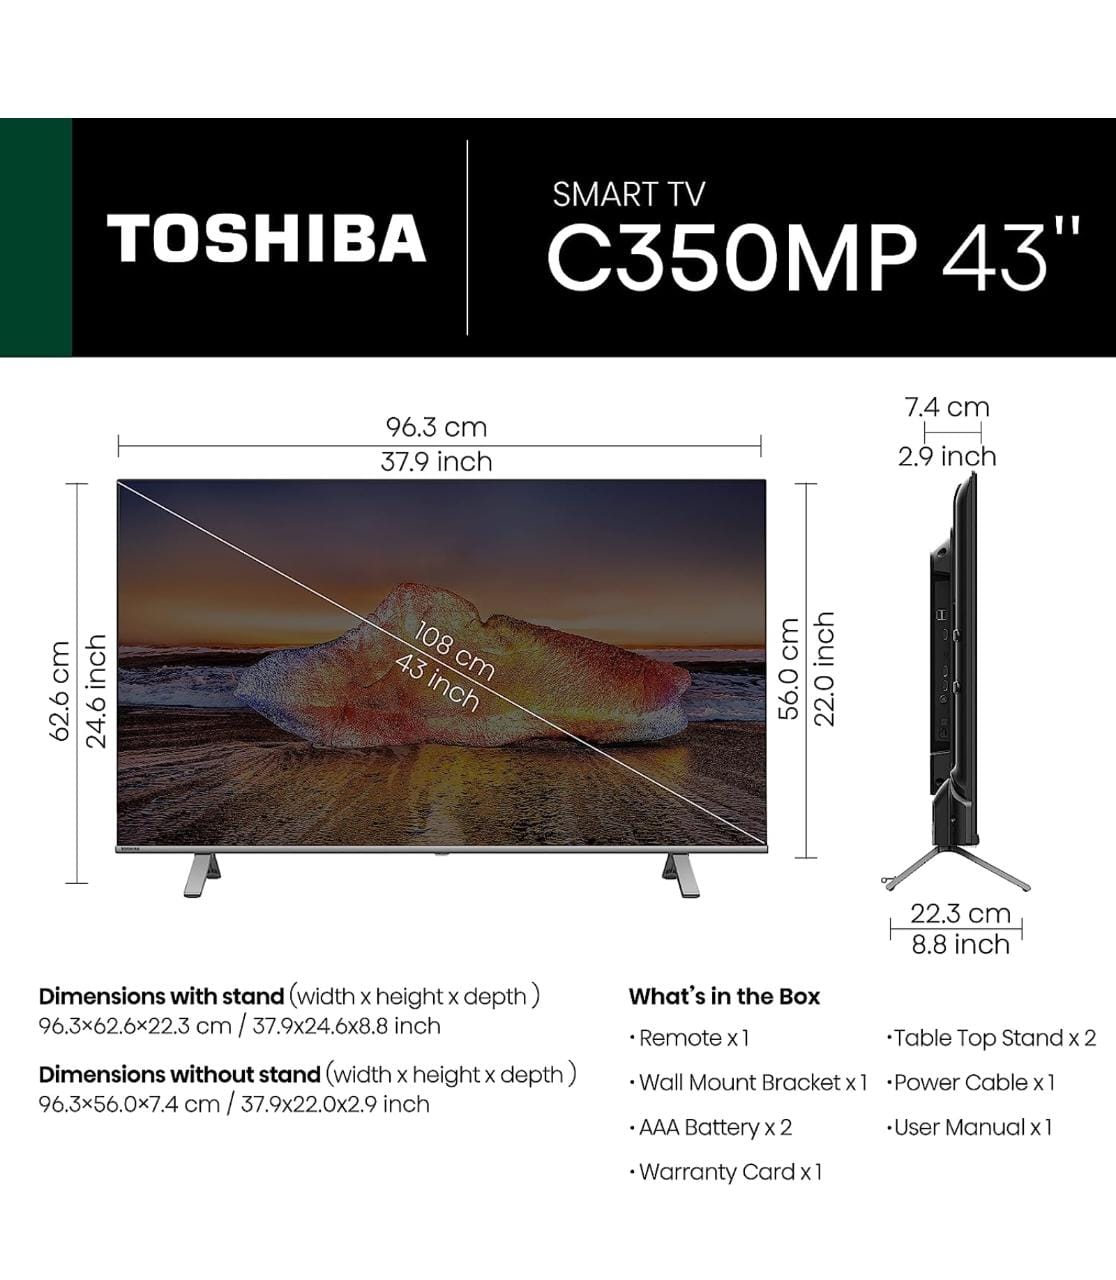 TOSHIBA
SMART TV
C350MP 43"
96.3 cm
37.9 inch
7.4 cm
2.9 inch
62.6 cm
24.6 inch
108 cm
43 inch
56.0 cm
22.0 inch
TOSHIBA
22.3 cm
8.8 inch
Dimensions with stand (width x height x depth)
96.3×62.6×22.3 cm / 37.9x24.6x8.8 inch
Dimensions without stand (width x height x depth)
96.3×56.0×7.4 cm / 37.9x22.0x2.9 inch
What's in the Box
•Remote x 1
•Wall Mount Bracket x 1
•AAA Battery x 2
•Warranty Card x 1
•Table Top Stand x 2
•Power Cable x 1
•User Manual x 1